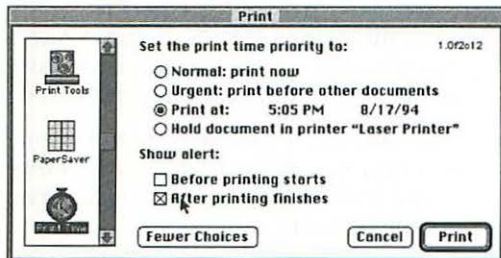 Print
Set the print time priority to:
1.0f2o12
Normal: print now
Urgent: print before other documents
Print at: 5:05 PM 8/17/94
Hold document in printer “Laser Printer”
Show alert:
Before printing starts
After printing finishes
Print Tools
PaperSaver
Print Time
Fewer Choices
Cancel
Print